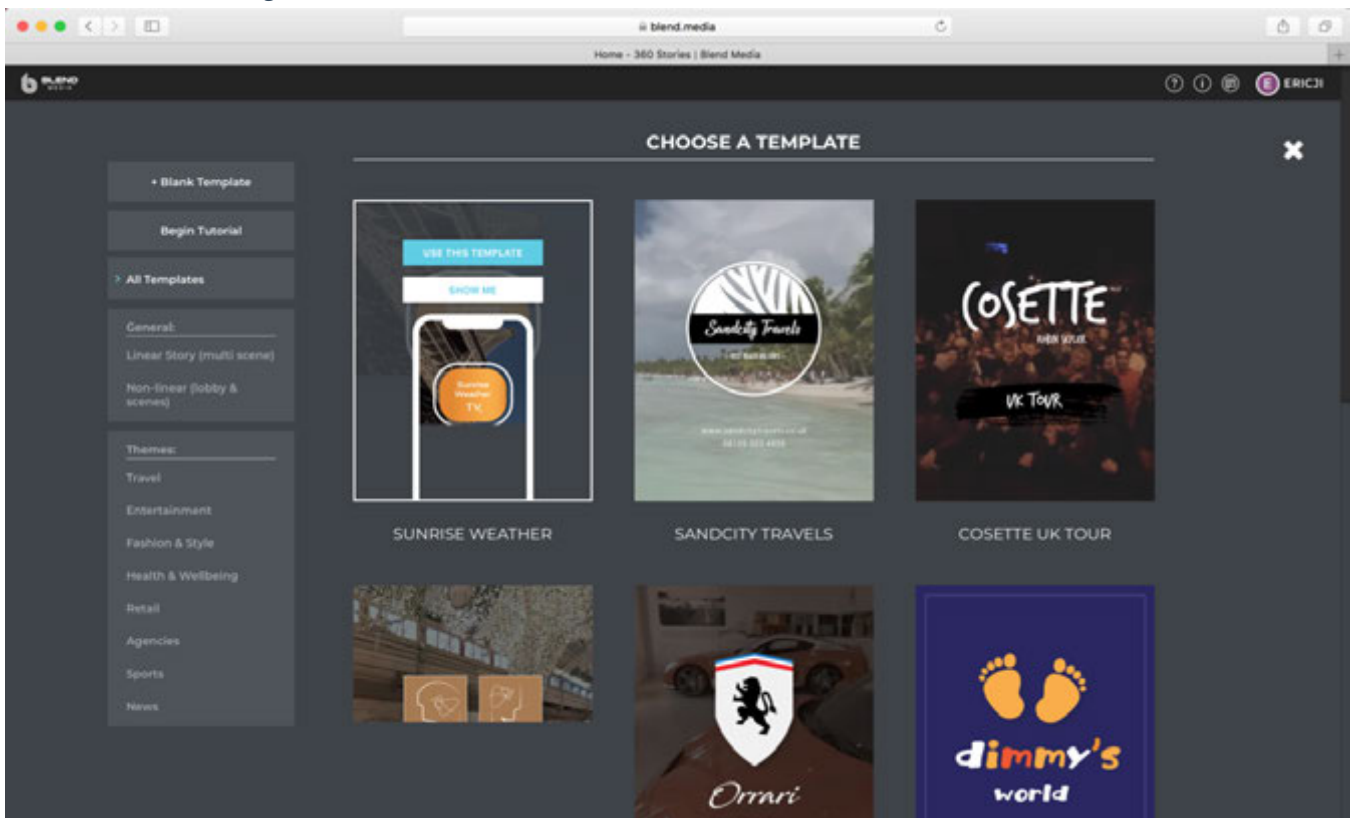 blend.media
Home - 360 Stories | Blend Media
BLEND
MEDIA
E
ERICJI
CHOOSE A TEMPLATE
+ Blank Template
Begin Tutorial
> All Templates
General:
Linear Story (multi scene)
Non-linear (lobby &
scenes)
Themes:
Travel
Entertainment
Fashion & Style
Health & Wellbeing
Retail
Agencies
Sports
News
USE THIS TEMPLATE
SHOW ME
Sunrise
Weather
TV.
SUNRISE WEATHER
Sandcity Travels
SANDCITY TRAVELS
COSETTE
UK TOUR
COSETTE UK TOUR
Orrari
dimmy's
world